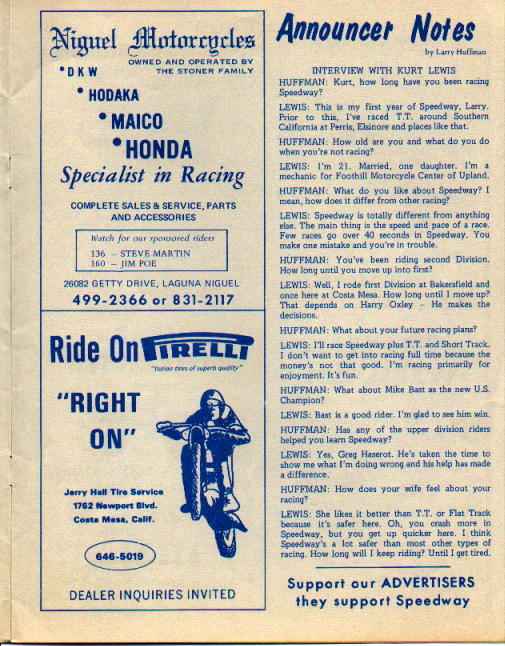 Niguel Motorcycles
OWNED AND OPERATED BY
THE STONER FAMILY
• DKW
• HODAKA
• MAICO
• HONDA
Specialist in Racing
COMPLETE SALES & SERVICE, PARTS
AND ACCESSORIES
Watch for our sponsored riders
136 – STEVE MARTIN
160 – JIM POE
26082 GETTY DRIVE, LAGUNA NIGUEL
499-2366 or 831-2117
Ride On PIRELLI
"Italian tires of superb quality"
"RIGHT
ON"
Jerry Hall Tire Service
1762 Newport Blvd.
Costa Mesa, Calif.
646-5019
DEALER INQUIRIES INVITED
Announcer Notes
by Larry Huffman
INTERVIEW WITH KURT LEWIS
HUFFMAN: Kurt, how long have you been racing
Speedway?
LEWIS: This is my first year of Speedway, Larry.
Prior to this, I've raced T.T. around Southern
California at Perris, Elsinore and places like that.
HUFFMAN: How old are you and what do you do
when you're not racing?
LEWIS: I'm 21. Married, one daughter. I'm a
mechanic for Foothill Motorcycle Center of Upland.
HUFFMAN: What do you like about Speedway? I
mean, how does it differ from other racing?
LEWIS: Speedway is totally different from anything
else. The main thing is the speed and pace of a race.
Few races go over 40 seconds in Speedway. You
make one mistake and you're in trouble.
HUFFMAN: You've been riding second Division.
How long until you move up into first?
LEWIS: Well, I rode first Division at Bakersfield and
once here at Costa Mesa. How long until I move up?
That depends on Harry Oxley – He makes the
decisions.
HUFFMAN: What about your future racing plans?
LEWIS: I'll race Speedway plus T.T. and Short Track.
I don't want to get into racing full time because the
money's not that good. I'm racing primarily for
enjoyment. It's fun.
HUFFMAN: What about Mike Bast as the new U.S.
Champion?
LEWIS: Bast is a good rider. I'm glad to see him win.
HUFFMAN: Has any of the upper division riders
helped you learn Speedway?
LEWIS: Yes, Greg Haserot. He's taken the time to
show me what I'm doing wrong and his help has made
a difference.
HUFFMAN: How does your wife feel about your
racing?
LEWIS: She likes it better than T.T. or Flat Track
because it's safer here. Oh, you crash more in
Speedway, but you get up quicker here. I think
Speedway's a lot safer than most other types of
racing. How long will I keep riding? Until I get tired.
Support our ADVERTISERS
they support Speedway